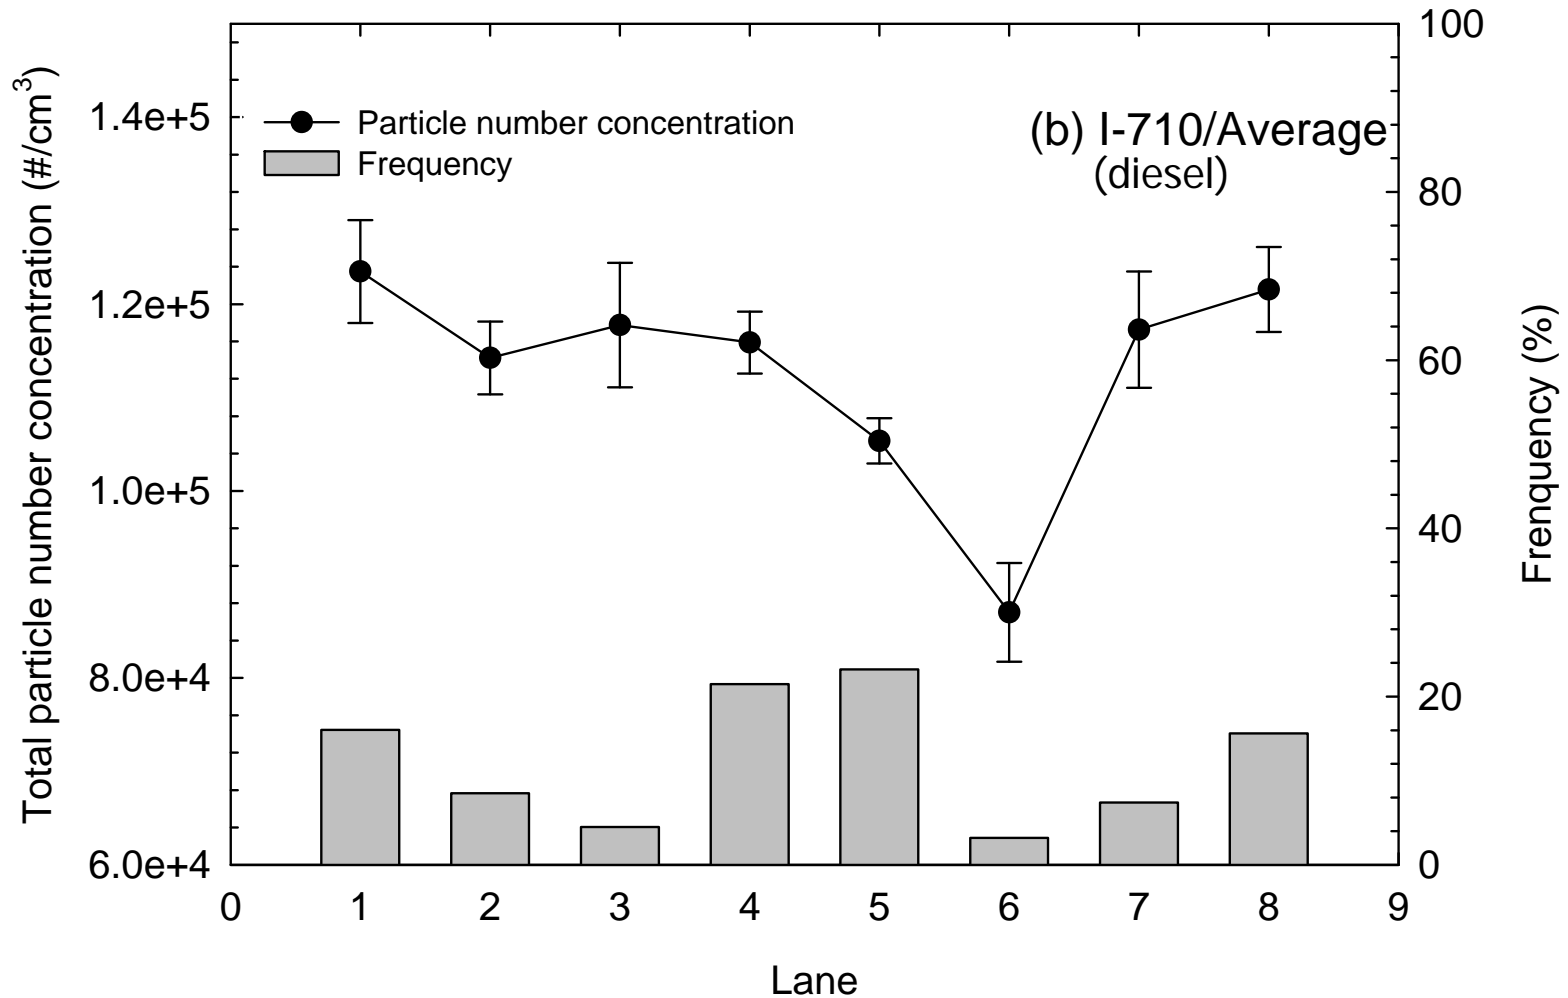 Total particle number concentration (#/cm³)
1.4e+5
1.2e+5
1.0e+5
8.0e+4
6.0e+4
Particle number concentration
Frequency
(b) I-710/Average
(diesel)
100
80
60
40
20
0
Frenquency (%)
0 1 2 3 4 5 6 7 8 9
Lane